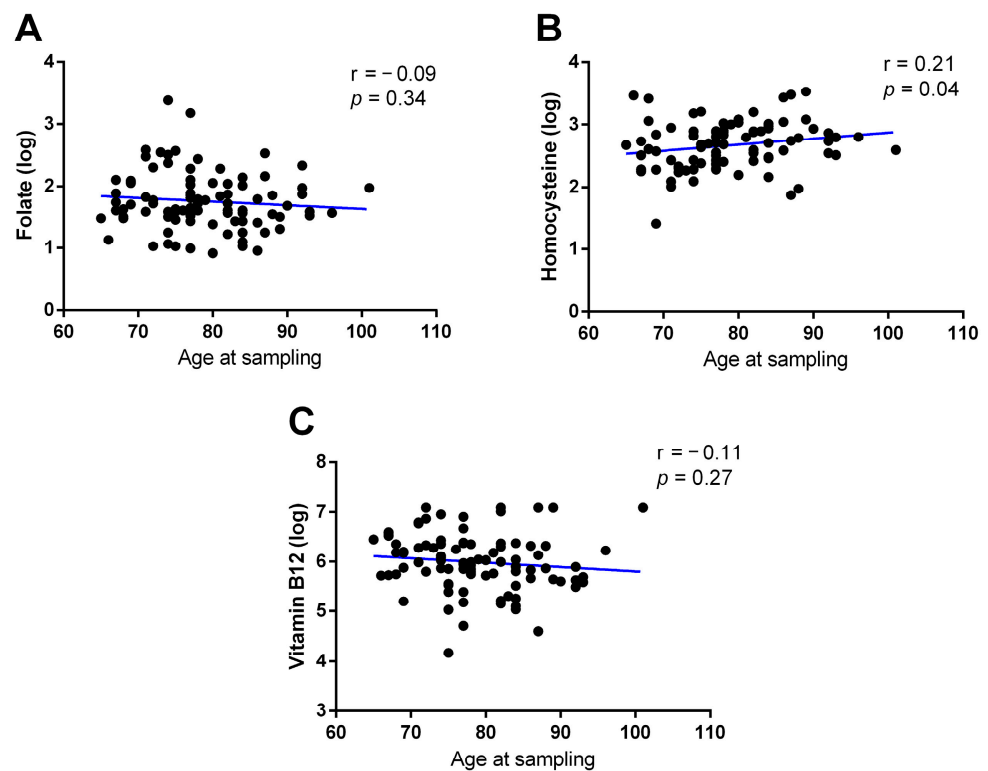 A
4
3
2
1
0
Folate (log)
r = −0.09
p = 0.34
60 70 80 90 100 110
Age at sampling
B
4
3
2
1
0
Homocysteine (log)
r = 0.21
p = 0.04
60 70 80 90 100 110
Age at sampling
C
8
7
6
5
4
3
Vitamin B12 (log)
r = −0.11
p = 0.27
60 70 80 90 100 110
Age at sampling